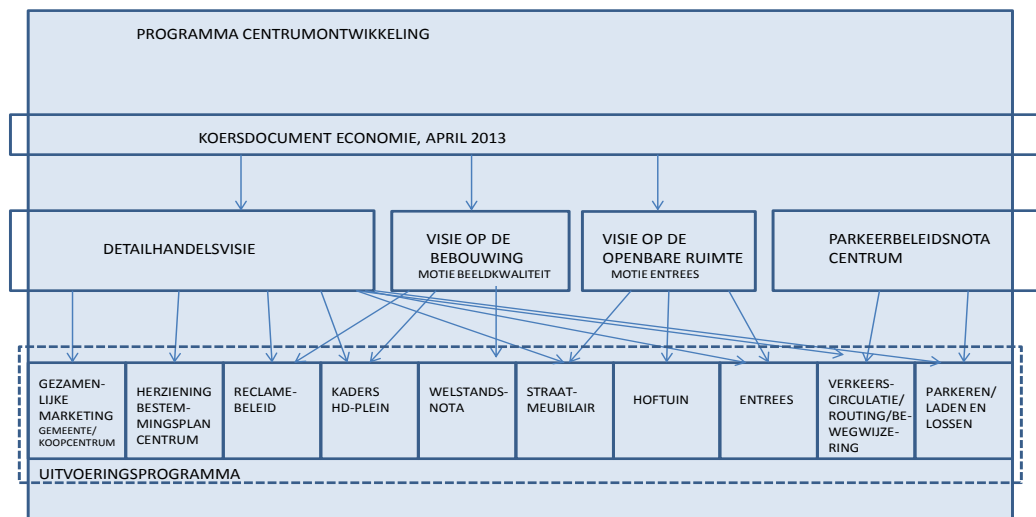 PROGRAMMA CENTRUMONTWIKKELING
KOERSDOCUMENT ECONOMIE, APRIL 2013
DETAILHANDELSVISIE
VISIE OP DE
BEBOUWING
MOTIE BEELDKWALITEIT
VISIE OP DE
OPENBARE RUIMTE
MOTIE ENTREES
PARKEERBELEIDSNOTA
CENTRUM
GEZAMEN-
LIJKE
MARKETING
GEMEENTE/
KOOPCENTRUM
HERZIENING
BESTEM-
MINGSPLAN
CENTRUM
RECLAME-
BELEID
KADERS
HD-PLEIN
WELSTANDS-
NOTA
STRAAT-
MEUBILAIR
HOFTUIN
ENTREES
VERKEERS-
CIRCULATIE/
ROUTING/BE-
WEGWIJZE-
RING
PARKEREN/
LADEN EN
LOSSEN
UITVOERINGSPROGRAMMA